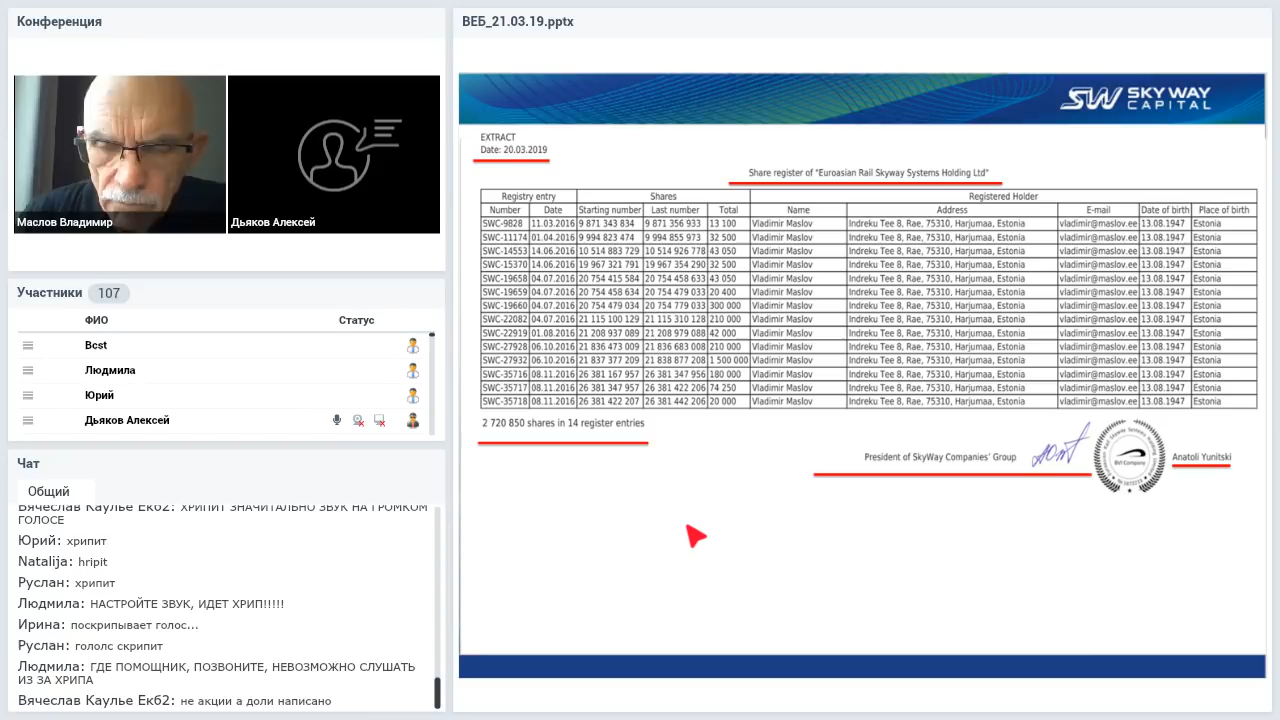 Конференция
Маслов Владимир
Дьяков Алексей
Участники 107
ФИО Статус
Bcst
Людмила
Юрий
Дьяков Алексей
Чат
Общий
Вячеслав Каулье Екб2: ХРИПИТ ЗНАЧИТАЛЬНО ЗВУК НА ГРОМКОМ
ГОЛОСЕ
Юрий: хрипит
Natalija: hripit
Руслан: хрипит
Людмила: НАСТРОЙТЕ ЗВУК, ИДЕТ ХРИП!!!!!
Ирина: поскрипывает голос...
Руслан: гололс скрипит
Людмила: ГДЕ ПОМОЩНИК, ПОЗВОНИТЕ, НЕВОЗМОЖНО СЛУШАТЬ
ИЗ ЗА ХРИПА
Вячеслав Каулье Екб2: не акции а доли написано
ВЕБ_21.03.19.pptx
SW SKY WAY
CAPITAL
EXTRACT
Date: 20.03.2019
Share register of "Euroasian Rail Skyway Systems Holding Ltd"
Registry entry Shares Registered Holder
Number Date Starting number Last number Total Name Address E-mail Date of birth Place of birth
SWC-9828 11.03.2016 9 871 343 834 9 871 356 933 13 100 Vladimir Maslov Indreku Tee 8, Rae, 75310, Harjumaa, Estonia vladimir@maslov.ee 13.08.1947 Estonia
SWC-11174 01.04.2016 9 994 823 474 9 994 855 973 32 500 Vladimir Maslov Indreku Tee 8, Rae, 75310, Harjumaa, Estonia vladimir@maslov.ee 13.08.1947 Estonia
SWC-14553 14.06.2016 10 514 883 729 10 514 926 778 43 050 Vladimir Maslov Indreku Tee 8, Rae, 75310, Harjumaa, Estonia vladimir@maslov.ee 13.08.1947 Estonia
SWC-15370 14.06.2016 19 967 321 791 19 967 354 290 32 500 Vladimir Maslov Indreku Tee 8, Rae, 75310, Harjumaa, Estonia vladimir@maslov.ee 13.08.1947 Estonia
SWC-19658 04.07.2016 20 754 415 584 20 754 458 633 43 050 Vladimir Maslov Indreku Tee 8, Rae, 75310, Harjumaa, Estonia vladimir@maslov.ee 13.08.1947 Estonia
SWC-19659 04.07.2016 20 754 458 634 20 754 479 033 20 400 Vladimir Maslov Indreku Tee 8, Rae, 75310, Harjumaa, Estonia vladimir@maslov.ee 13.08.1947 Estonia
SWC-19660 04.07.2016 20 754 479 034 20 754 779 033 300 000 Vladimir Maslov Indreku Tee 8, Rae, 75310, Harjumaa, Estonia vladimir@maslov.ee 13.08.1947 Estonia
SWC-22082 04.07.2016 21 115 100 129 21 115 310 128 210 000 Vladimir Maslov Indreku Tee 8, Rae, 75310, Harjumaa, Estonia vladimir@maslov.ee 13.08.1947 Estonia
SWC-22919 01.08.2016 21 208 937 089 21 208 979 088 42 000 Vladimir Maslov Indreku Tee 8, Rae, 75310, Harjumaa, Estonia vladimir@maslov.ee 13.08.1947 Estonia
SWC-27928 06.10.2016 21 836 473 009 21 836 683 008 210 000 Vladimir Maslov Indreku Tee 8, Rae, 75310, Harjumaa, Estonia vladimir@maslov.ee 13.08.1947 Estonia
SWC-27932 06.10.2016 21 837 377 209 21 838 877 208 1 500 000 Vladimir Maslov Indreku Tee 8, Rae, 75310, Harjumaa, Estonia vladimir@maslov.ee 13.08.1947 Estonia
SWC-35716 08.11.2016 26 381 167 957 26 381 347 956 180 000 Vladimir Maslov Indreku Tee 8, Rae, 75310, Harjumaa, Estonia vladimir@maslov.ee 13.08.1947 Estonia
SWC-35717 08.11.2016 26 381 347 957 26 381 422 206 74 250 Vladimir Maslov Indreku Tee 8, Rae, 75310, Harjumaa, Estonia vladimir@maslov.ee 13.08.1947 Estonia
SWC-35718 08.11.2016 26 381 422 207 26 381 442 206 20 000 Vladimir Maslov Indreku Tee 8, Rae, 75310, Harjumaa, Estonia vladimir@maslov.ee 13.08.1947 Estonia
2 720 850 shares in 14 register entries
President of SkyWay Companies' Group
BVI Company
Anatoli Yunitski